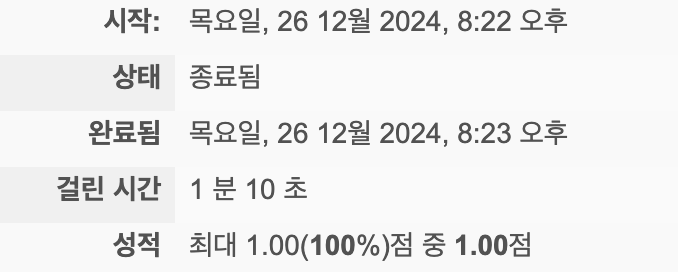 시작: 목요일, 26 12월 2024, 8:22 오후
상태 종료됨
완료됨 목요일, 26 12월 2024, 8:23 오후
걸린 시간 1 분 10 초
성적 최대 1.00(100%)점 중 1.00점